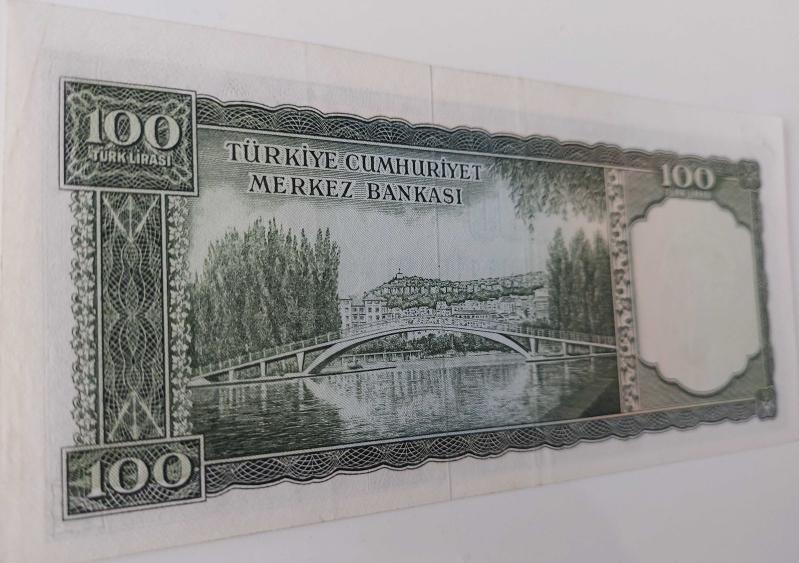 100
TÜRK LİRASI
TÜRKİYE CUMHURİYET
MERKEZ BANKASI
100
100